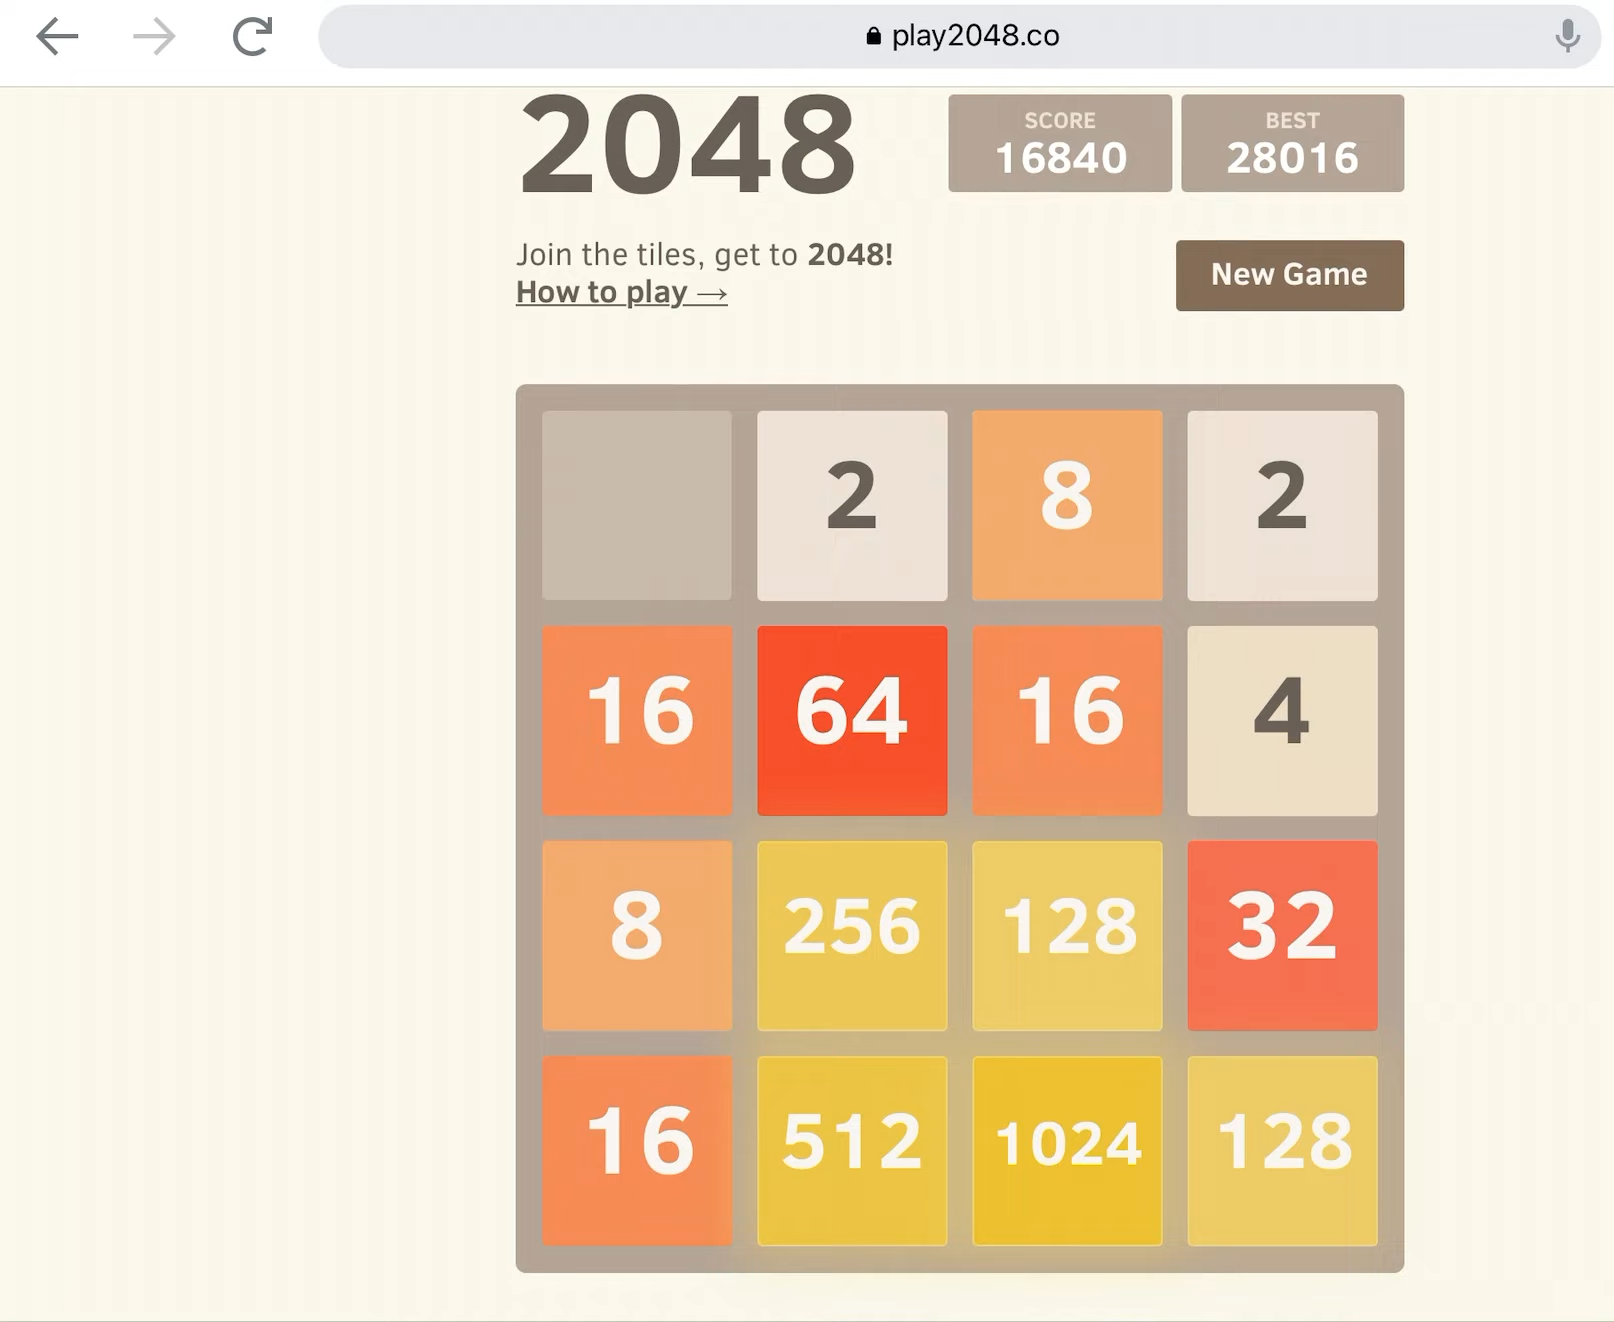 play2048.co
2048
SCORE
16840
BEST
28016
Join the tiles, get to 2048!
How to play →
New Game
2 8 2
16 64 16 4
8 256 128 32
16 512 1024 128